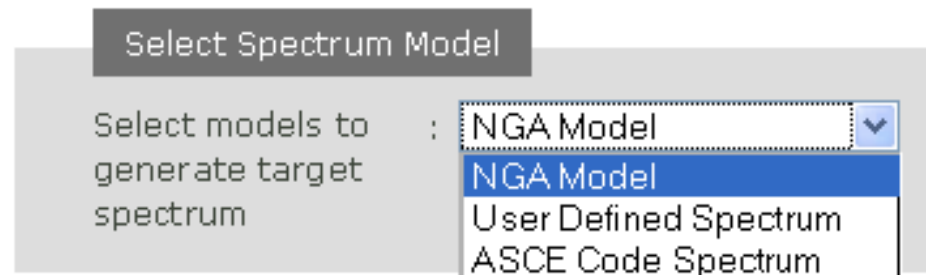 Select Spectrum Model
Select models to : NGA Model
generate target NGA Model
spectrum User Defined Spectrum
ASCE Code Spectrum